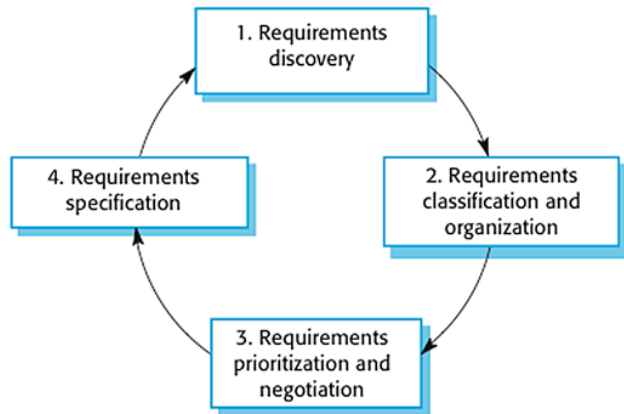 1. Requirements
discovery
2. Requirements
classification and
organization
3. Requirements
prioritization and
negotiation
4. Requirements
specification